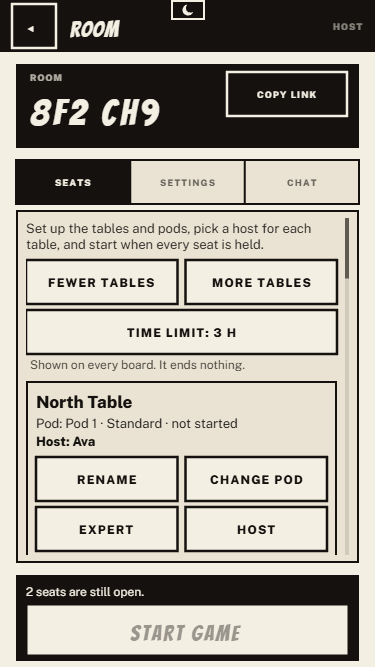 ROOM
HOST
ROOM
8F2 CH9
COPY LINK
SEATS
SETTINGS
CHAT
Set up the tables and pods, pick a host for each
table, and start when every seat is held.
FEWER TABLES
MORE TABLES
TIME LIMIT: 3 H
Shown on every board. It ends nothing.
North Table
Pod: Pod 1 · Standard · not started
Host: Ava
RENAME
CHANGE POD
EXPERT
HOST
2 seats are still open.
START GAME